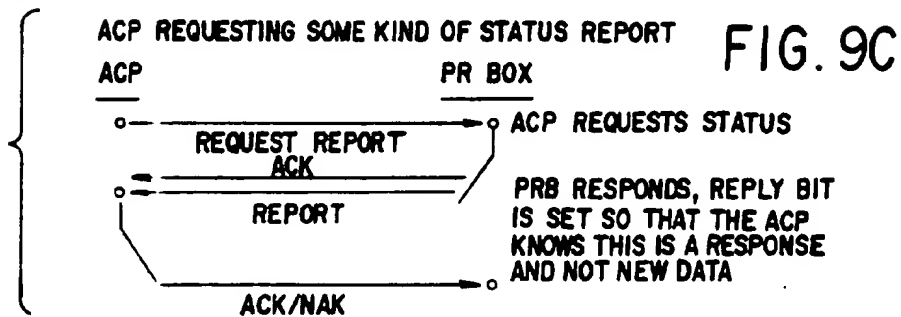 ACP REQUESTING SOME KIND OF STATUS REPORT
FIG. 9C
ACP
PR BOX
REQUEST REPORT
ACP REQUESTS STATUS
ACK
REPORT
PRB RESPONDS, REPLY BIT
IS SET SO THAT THE ACP
KNOWS THIS IS A RESPONSE
AND NOT NEW DATA
ACK/NAK